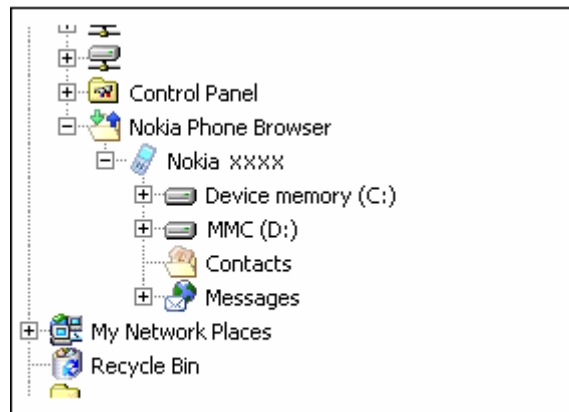 Control Panel
Nokia Phone Browser
Nokia xxxx
Device memory (C:)
MMC (D:)
Contacts
Messages
My Network Places
Recycle Bin